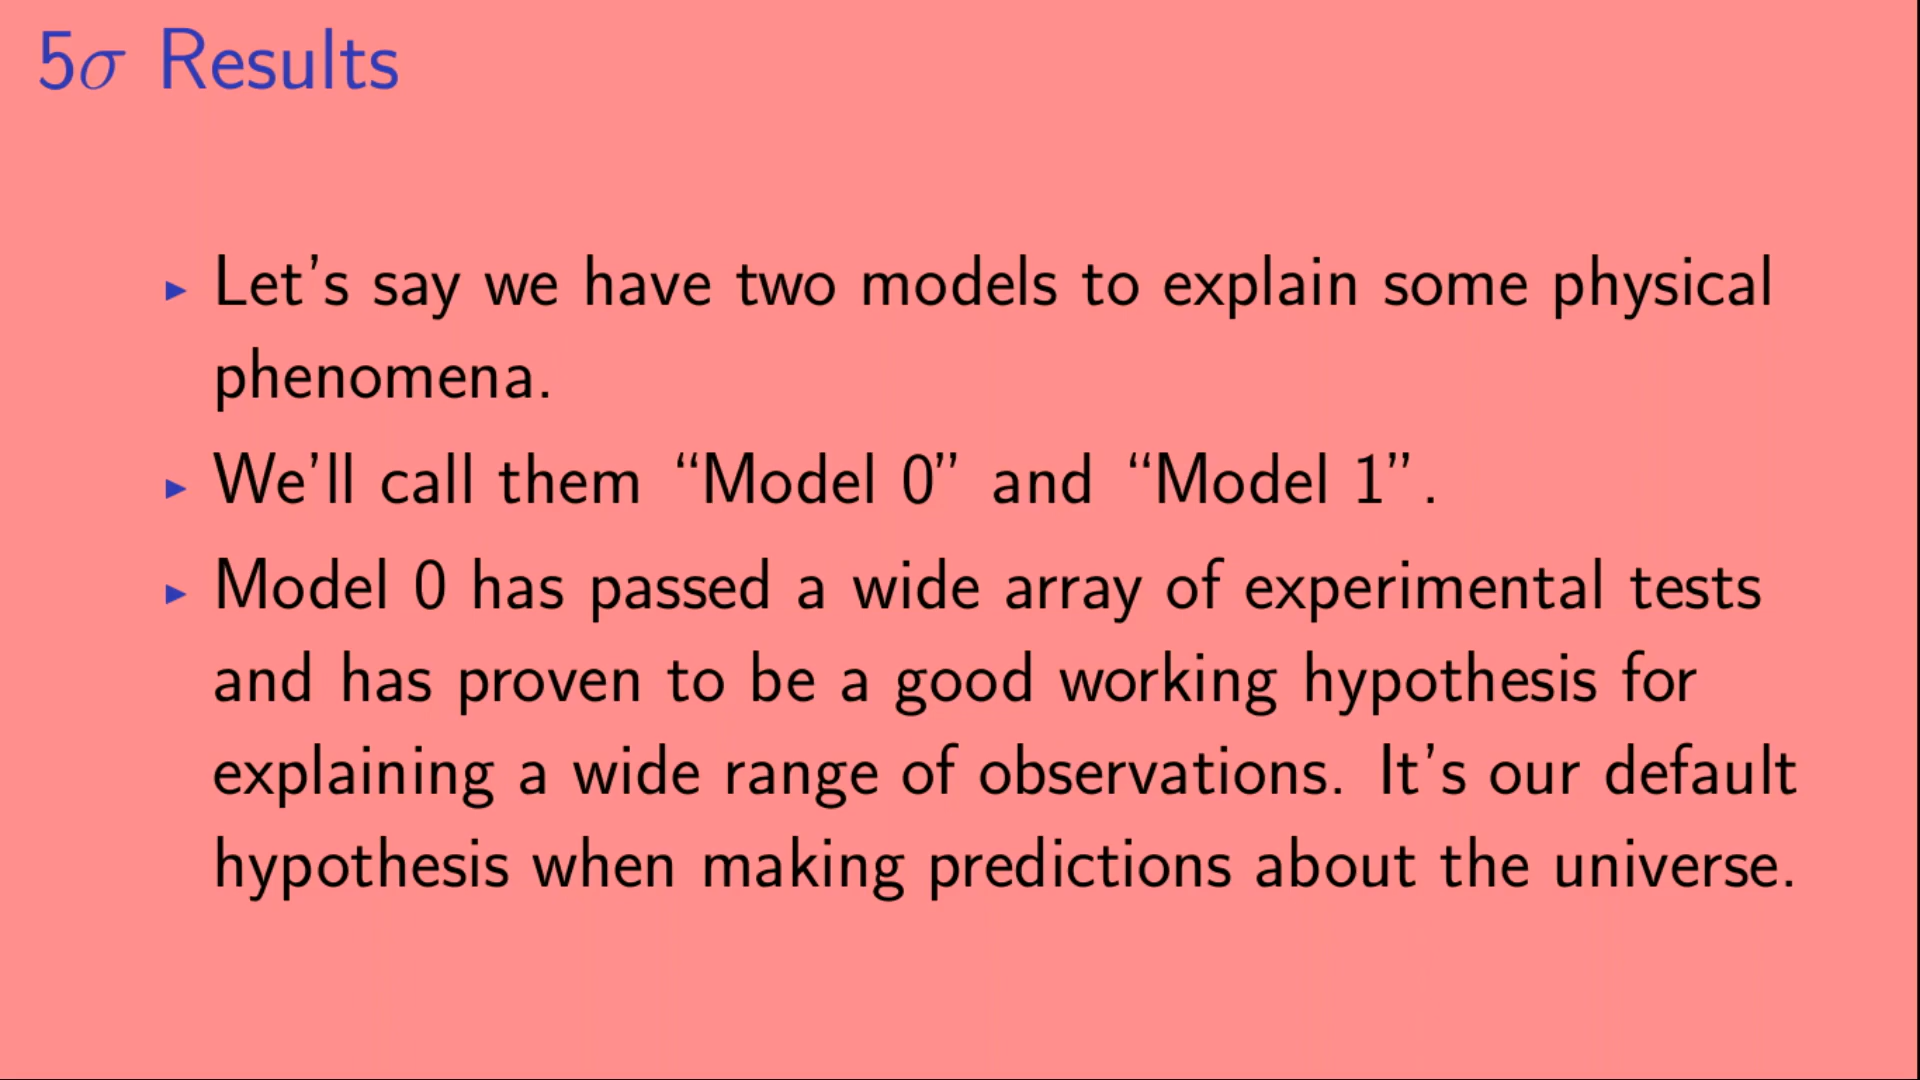 5σ Results
▸ Let's say we have two models to explain some physical
phenomena.
▸ We'll call them “Model 0” and “Model 1”.
▸ Model 0 has passed a wide array of experimental tests
and has proven to be a good working hypothesis for
explaining a wide range of observations. It's our default
hypothesis when making predictions about the universe.